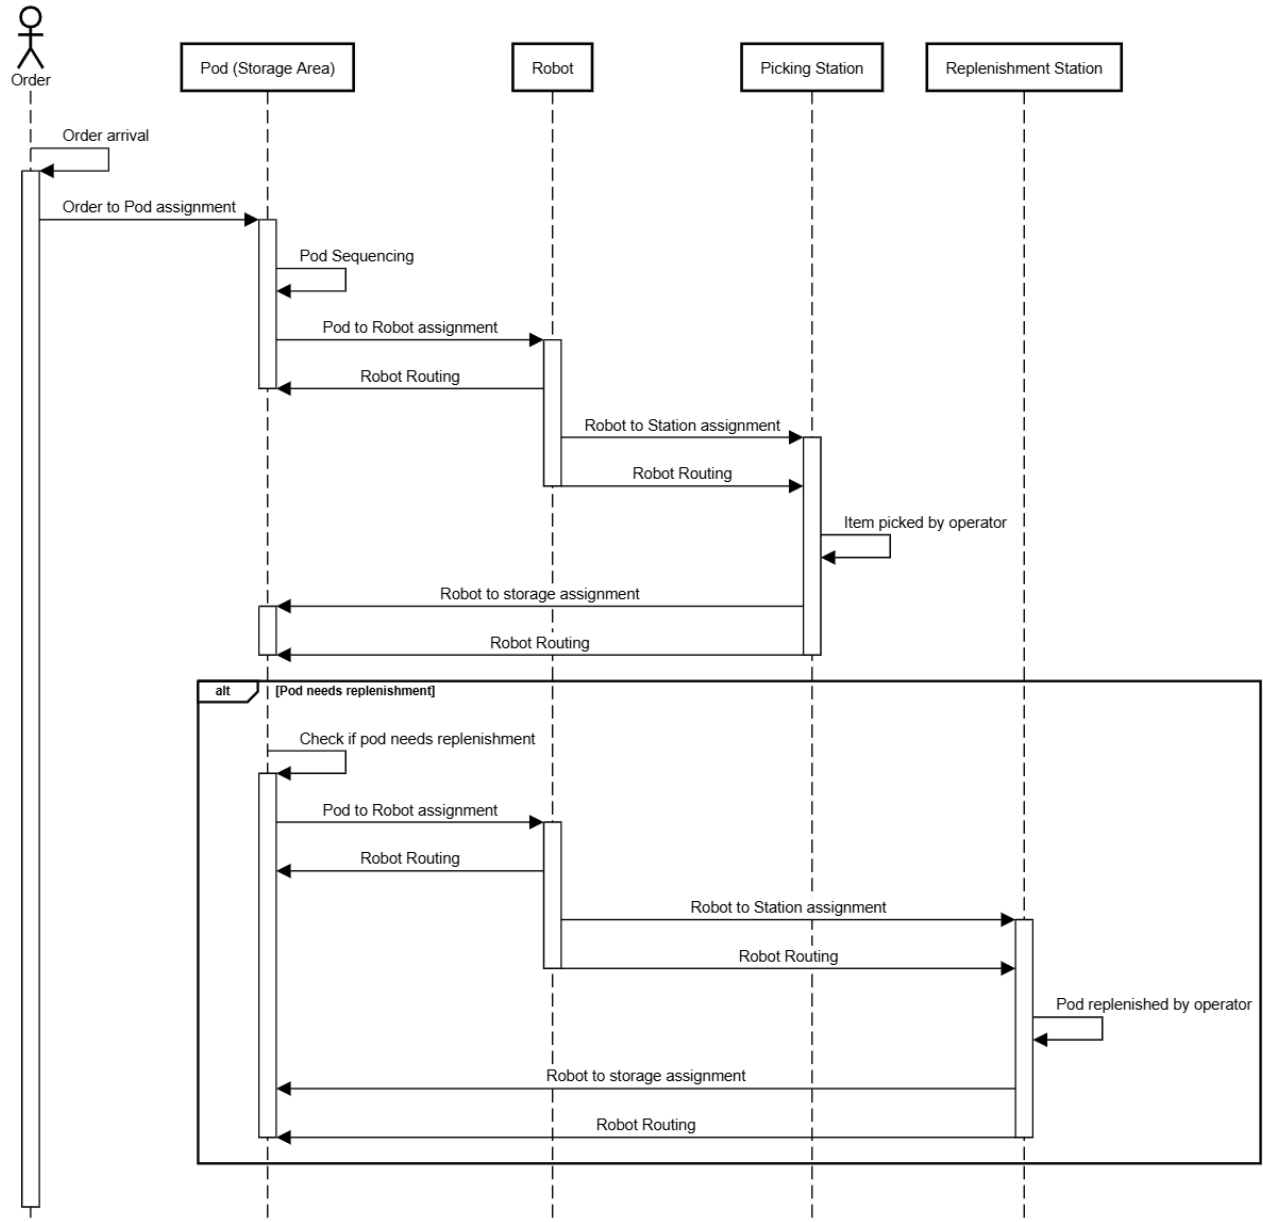 Order
Pod (Storage Area)
Robot
Picking Station
Replenishment Station
Order arrival
Order to Pod assignment
Pod Sequencing
Pod to Robot assignment
Robot Routing
Robot to Station assignment
Robot Routing
Item picked by operator
Robot to storage assignment
Robot Routing
alt [Pod needs replenishment]
Check if pod needs replenishment
Pod to Robot assignment
Robot Routing
Robot to Station assignment
Robot Routing
Pod replenished by operator
Robot to storage assignment
Robot Routing